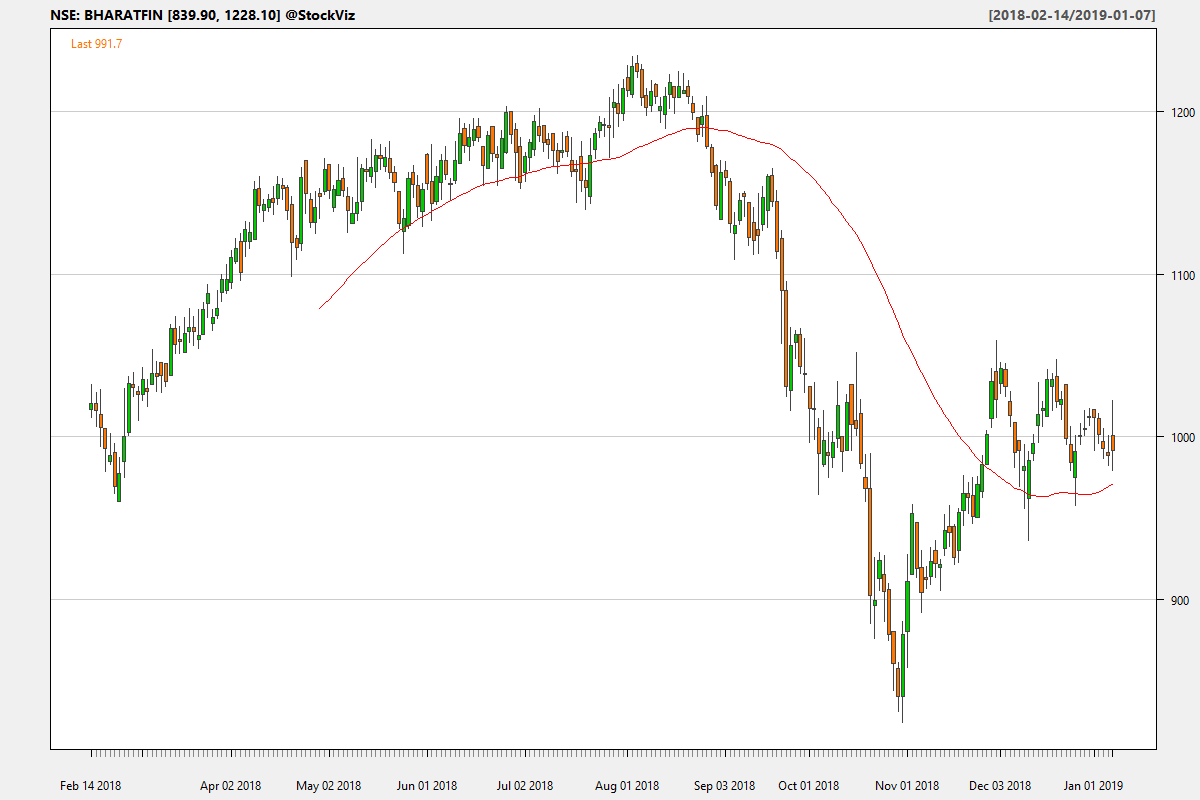 NSE: BHARATFIN [839.90, 1228.10] @StockViz
[2018-02-14/2019-01-07]
Last 991.7
1200
1100
1000
900
Feb 14 2018
Apr 02 2018
May 02 2018
Jun 01 2018
Jul 02 2018
Aug 01 2018
Sep 03 2018
Oct 01 2018
Nov 01 2018
Dec 03 2018
Jan 01 2019